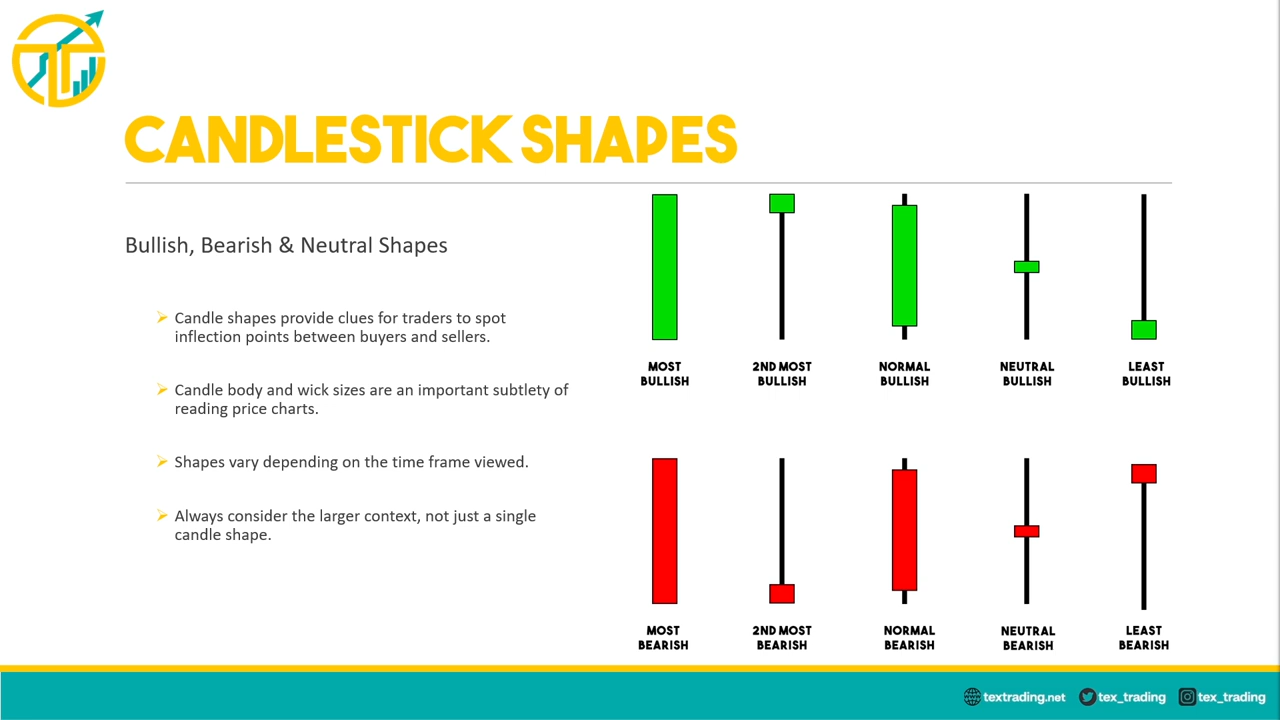 CANDLESTICK SHAPES
Bullish, Bearish & Neutral Shapes
Candle shapes provide clues for traders to spot
inflection points between buyers and sellers.
Candle body and wick sizes are an important subtlety of
reading price charts.
Shapes vary depending on the time frame viewed.
Always consider the larger context, not just a single
candle shape.
MOST
BULLISH
2ND MOST
BULLISH
NORMAL
BULLISH
NEUTRAL
BULLISH
LEAST
BULLISH
MOST
BEARISH
2ND MOST
BEARISH
NORMAL
BEARISH
NEUTRAL
BEARISH
LEAST
BEARISH
textrading.net
tex_trading
tex_trading